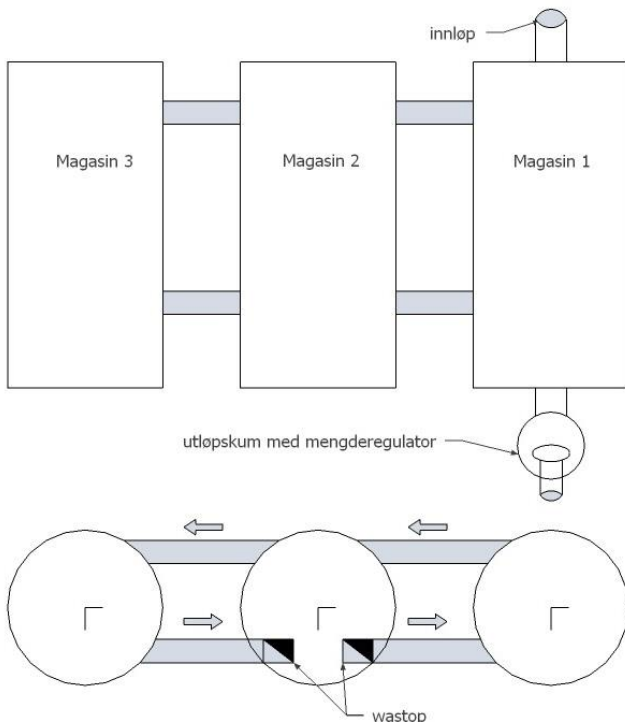 innløp
Magasin 3
Magasin 2
Magasin 1
utløpskum med mengderegulator
wastop